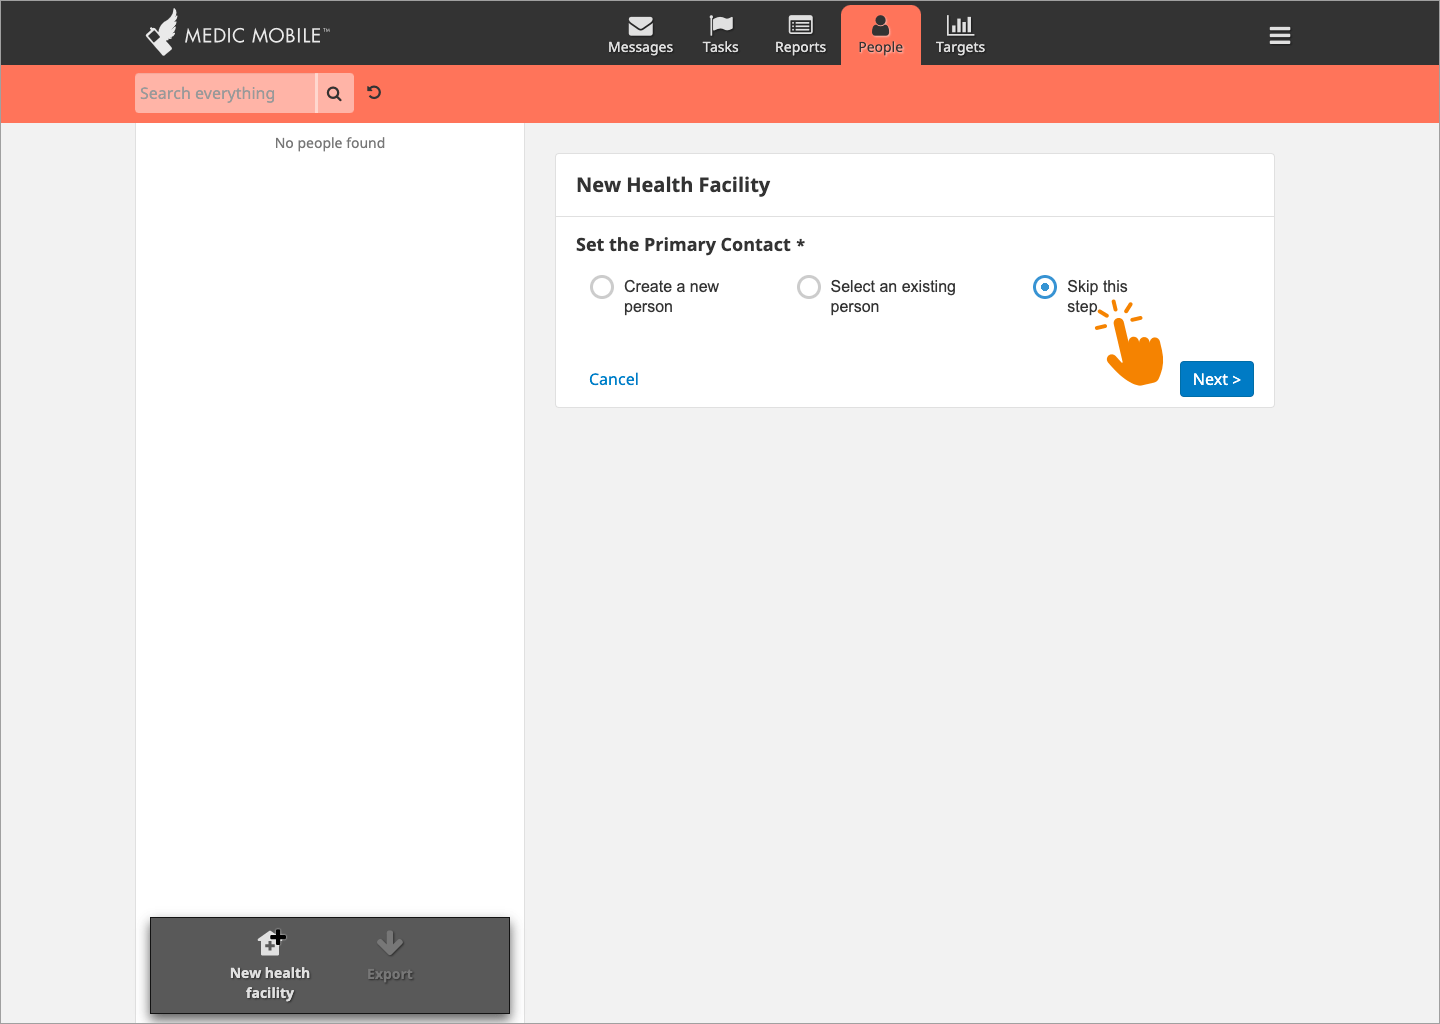 MEDIC MOBILE™
Messages
Tasks
Reports
People
Targets
Search everything
No people found
New Health Facility
Set the Primary Contact *
Create a new
person
Select an existing
person
Skip this
step
Cancel
Next >
New health
facility
Export